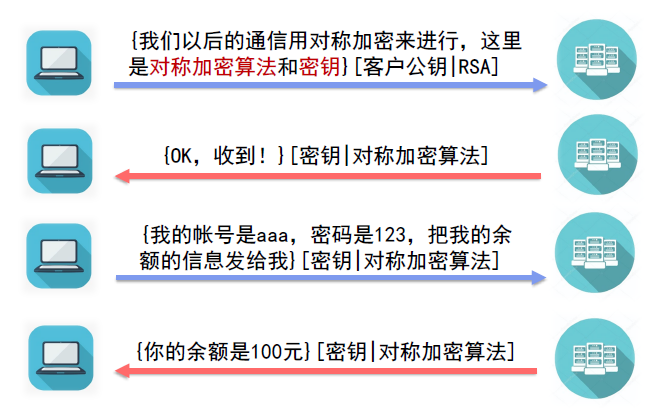 {我们以后的通信用对称加密来进行，这里
是对称加密算法和密钥}[客户公钥|RSA]
{OK，收到！}[密钥|对称加密算法]
{我的帐号是aaa，密码是123，把我的余
额的信息发给我}[密钥|对称加密算法]
{你的余额是100元}[密钥|对称加密算法]